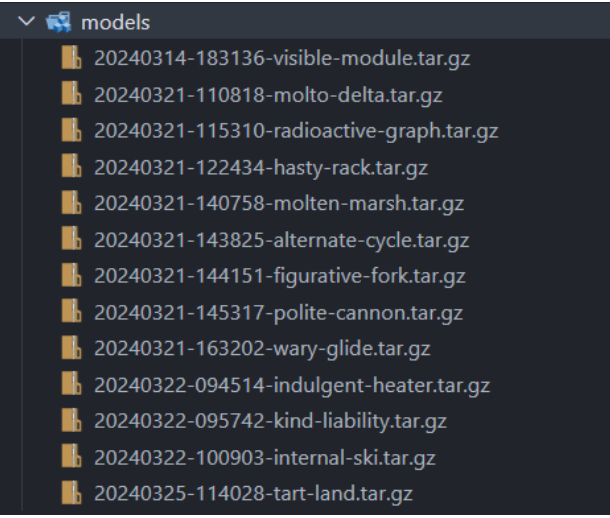 models
20240314-183136-visible-module.tar.gz
20240321-110818-molto-delta.tar.gz
20240321-115310-radioactive-graph.tar.gz
20240321-122434-hasty-rack.tar.gz
20240321-140758-molten-marsh.tar.gz
20240321-143825-alternate-cycle.tar.gz
20240321-144151-figurative-fork.tar.gz
20240321-145317-polite-cannon.tar.gz
20240321-163202-wary-glide.tar.gz
20240322-094514-indulgent-heater.tar.gz
20240322-095742-kind-liability.tar.gz
20240322-100903-internal-ski.tar.gz
20240325-114028-tart-land.tar.gz